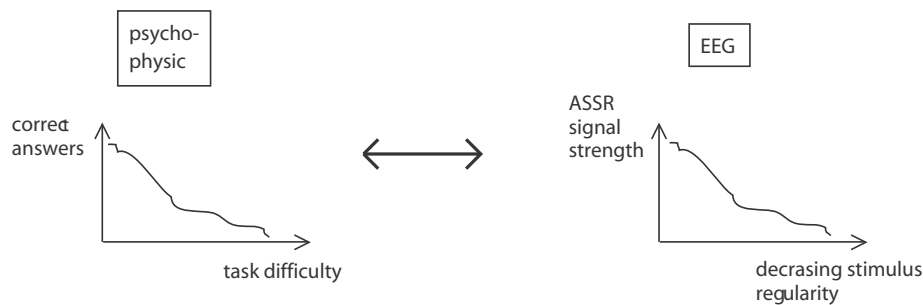 psycho-
physic
EEG
correct
answers
ASSR
signal
strength
task difficulty
decrasing stimulus
regularity